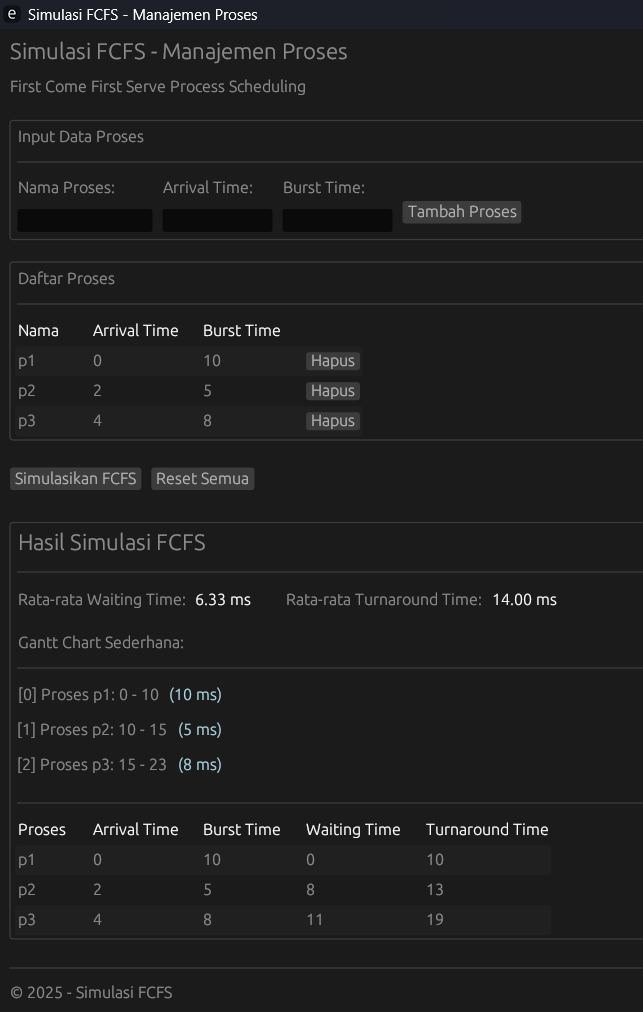 e Simulasi FCFS - Manajemen Proses
Simulasi FCFS - Manajemen Proses
First Come First Serve Process Scheduling
Input Data Proses
Nama Proses: Arrival Time: Burst Time: Tambah Proses
Daftar Proses
Nama Arrival Time Burst Time
p1 0 10 Hapus
p2 2 5 Hapus
p3 4 8 Hapus
Simulasikan FCFS Reset Semua
Hasil Simulasi FCFS
Rata-rata Waiting Time: 6.33 ms Rata-rata Turnaround Time: 14.00 ms
Gantt Chart Sederhana:
[0] Proses p1: 0 - 10 (10 ms)
[1] Proses p2: 10 - 15 (5 ms)
[2] Proses p3: 15 - 23 (8 ms)
Proses Arrival Time Burst Time Waiting Time Turnaround Time
p1 0 10 0 10
p2 2 5 8 13
p3 4 8 11 19
© 2025 - Simulasi FCFS